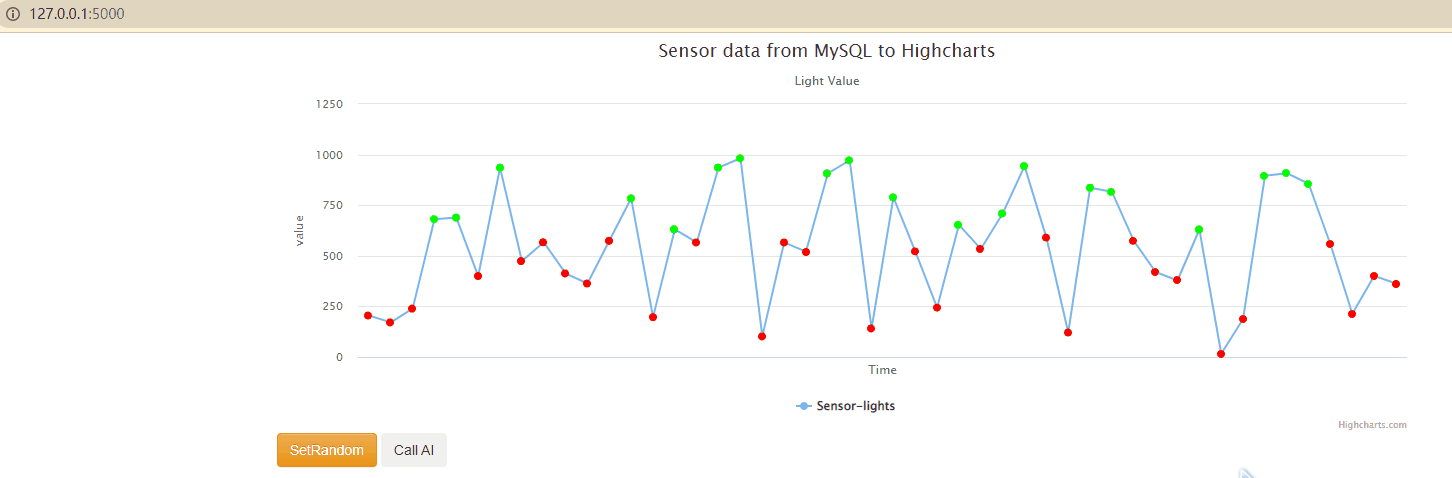 127.0.0.1:5000
Sensor data from MySQL to Highcharts
Light Value
1250
1000
750
500
250
0
value
Time
Sensor-lights
Highcharts.com
SetRandom
Call AI